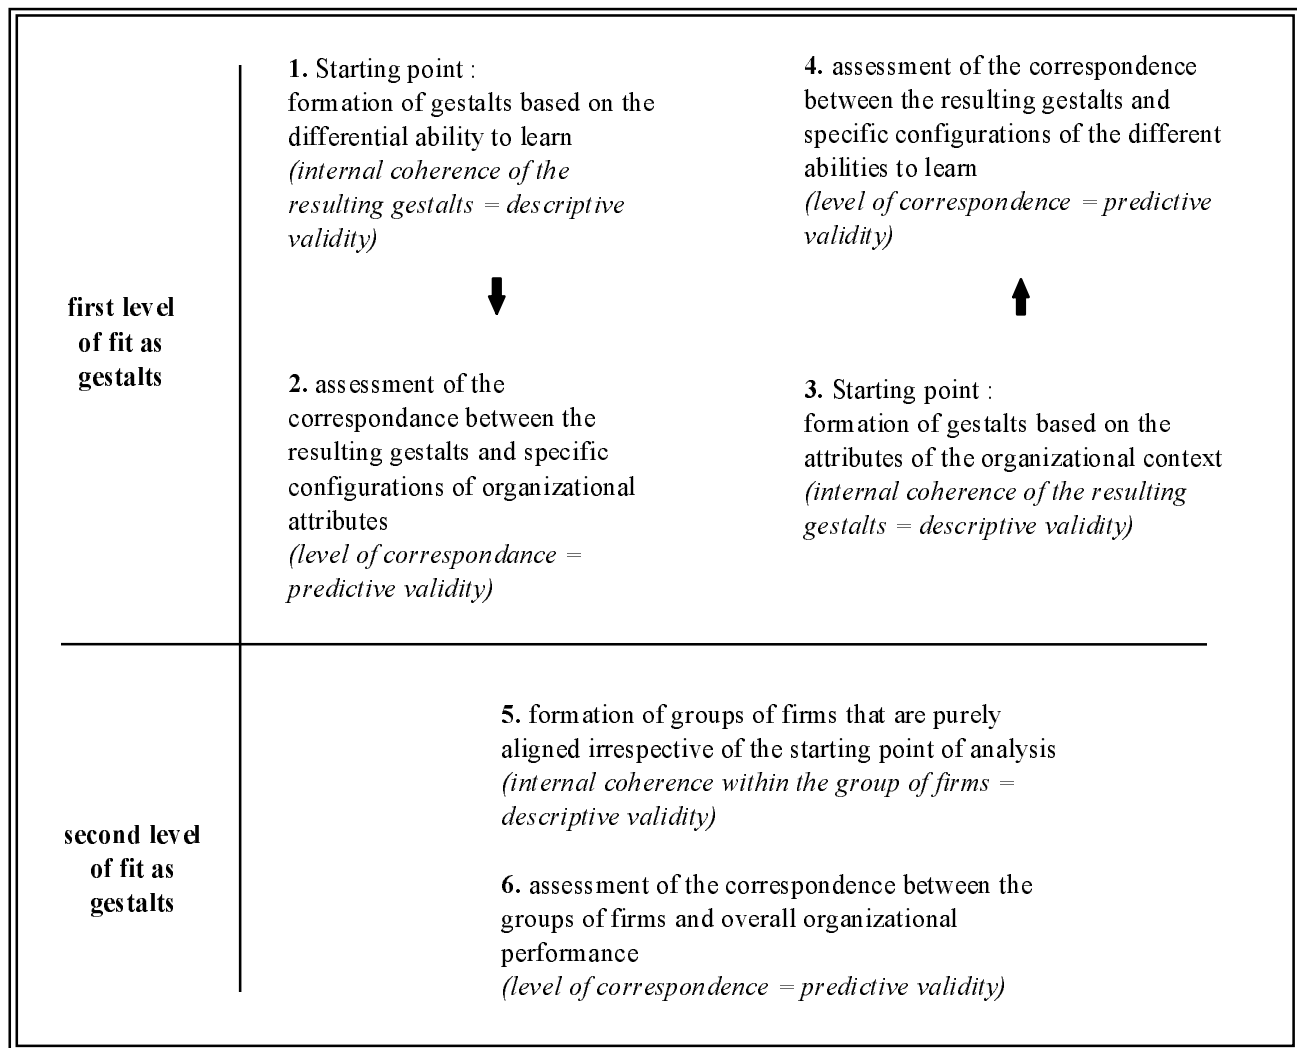 first level
of fit as
gestalts
1. Starting point :
formation of gestalts based on the
differential ability to learn
(internal coherence of the
resulting gestalts = descriptive
validity)
2. assessment of the
correspondance between the
resulting gestalts and specific
configurations of organizational
attributes
(level of correspondance =
predictive validity)
4. assessment of the correspondence
between the resulting gestalts and
specific configurations of the different
abilities to learn
(level of correspondence = predictive
validity)
3. Starting point :
formation of gestalts based on the
attributes of the organizational context
(internal coherence of the resulting
gestalts = descriptive validity)
second level
of fit as
gestalts
5. formation of groups of firms that are purely
aligned irrespective of the starting point of analysis
(internal coherence within the group of firms =
descriptive validity)
6. assessment of the correspondence between the
groups of firms and overall organizational
performance
(level of correspondence = predictive validity)